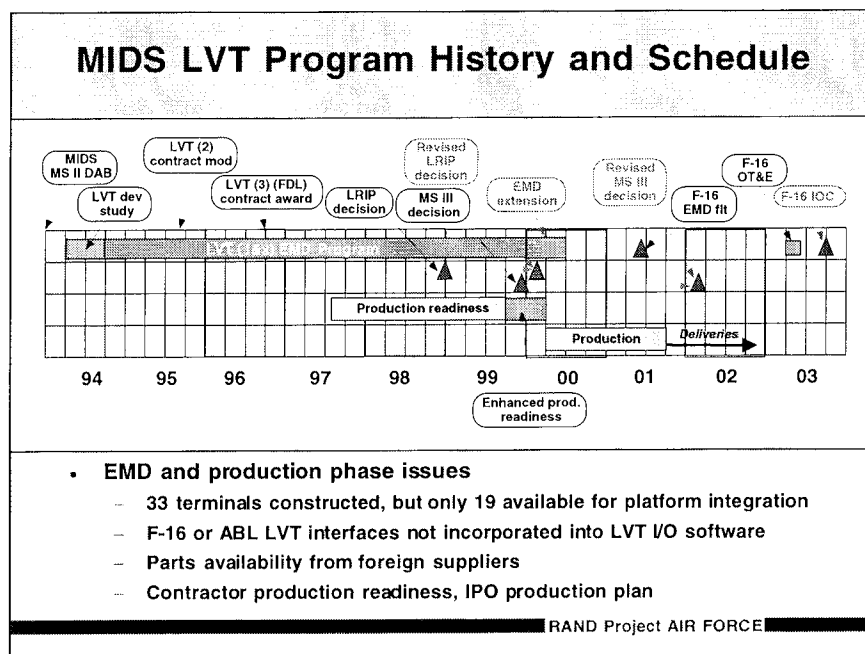 MIDS LVT Program History and Schedule
MIDS
MS II DAB
LVT dev
study
LVT (2)
contract mod
LVT (3) (FDL)
contract award
LRIP
decision
Revised
LRIP
decision
MS III
decision
EMD
extension
Revised
MS III
decision
F-16
EMD flt
F-16
OT&E
F-16 IOC
EMD Program
Production readiness
Production
Deliveries
94 95 96 97 98 99 00 01 02 03
Enhanced prod.
readiness
• EMD and production phase issues
– 33 terminals constructed, but only 19 available for platform integration
– F-16 or ABL LVT interfaces not incorporated into LVT I/O software
– Parts availability from foreign suppliers
– Contractor production readiness, IPO production plan
RAND Project AIR FORCE